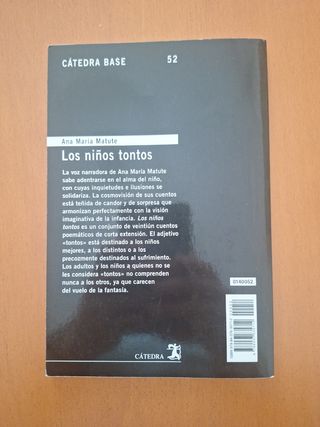 CÁTEDRA BASE 52
Ana María Matute
Los niños tontos
La voz narradora de Ana María Matute
sabe adentrarse en el alma del niño,
con cuyas inquietudes e ilusiones se
solidariza. La cosmovisión de sus cuentos
está teñida de candor y de sorpresa que
armonizan perfectamente con la visión
imaginativa de la infancia. Los niños
tontos es un conjunto de veintiún cuentos
poemáticos de corta extensión. El adjetivo
«tontos» está destinado a los niños
mejores, a los distintos o a los
precozmente destinados al sufrimiento.
Los adultos y los niños a quienes no se
les considera «tontos» no comprenden
nunca a los otros, ya que carecen
del vuelo de la fantasía.
0140052
CÁTEDRA